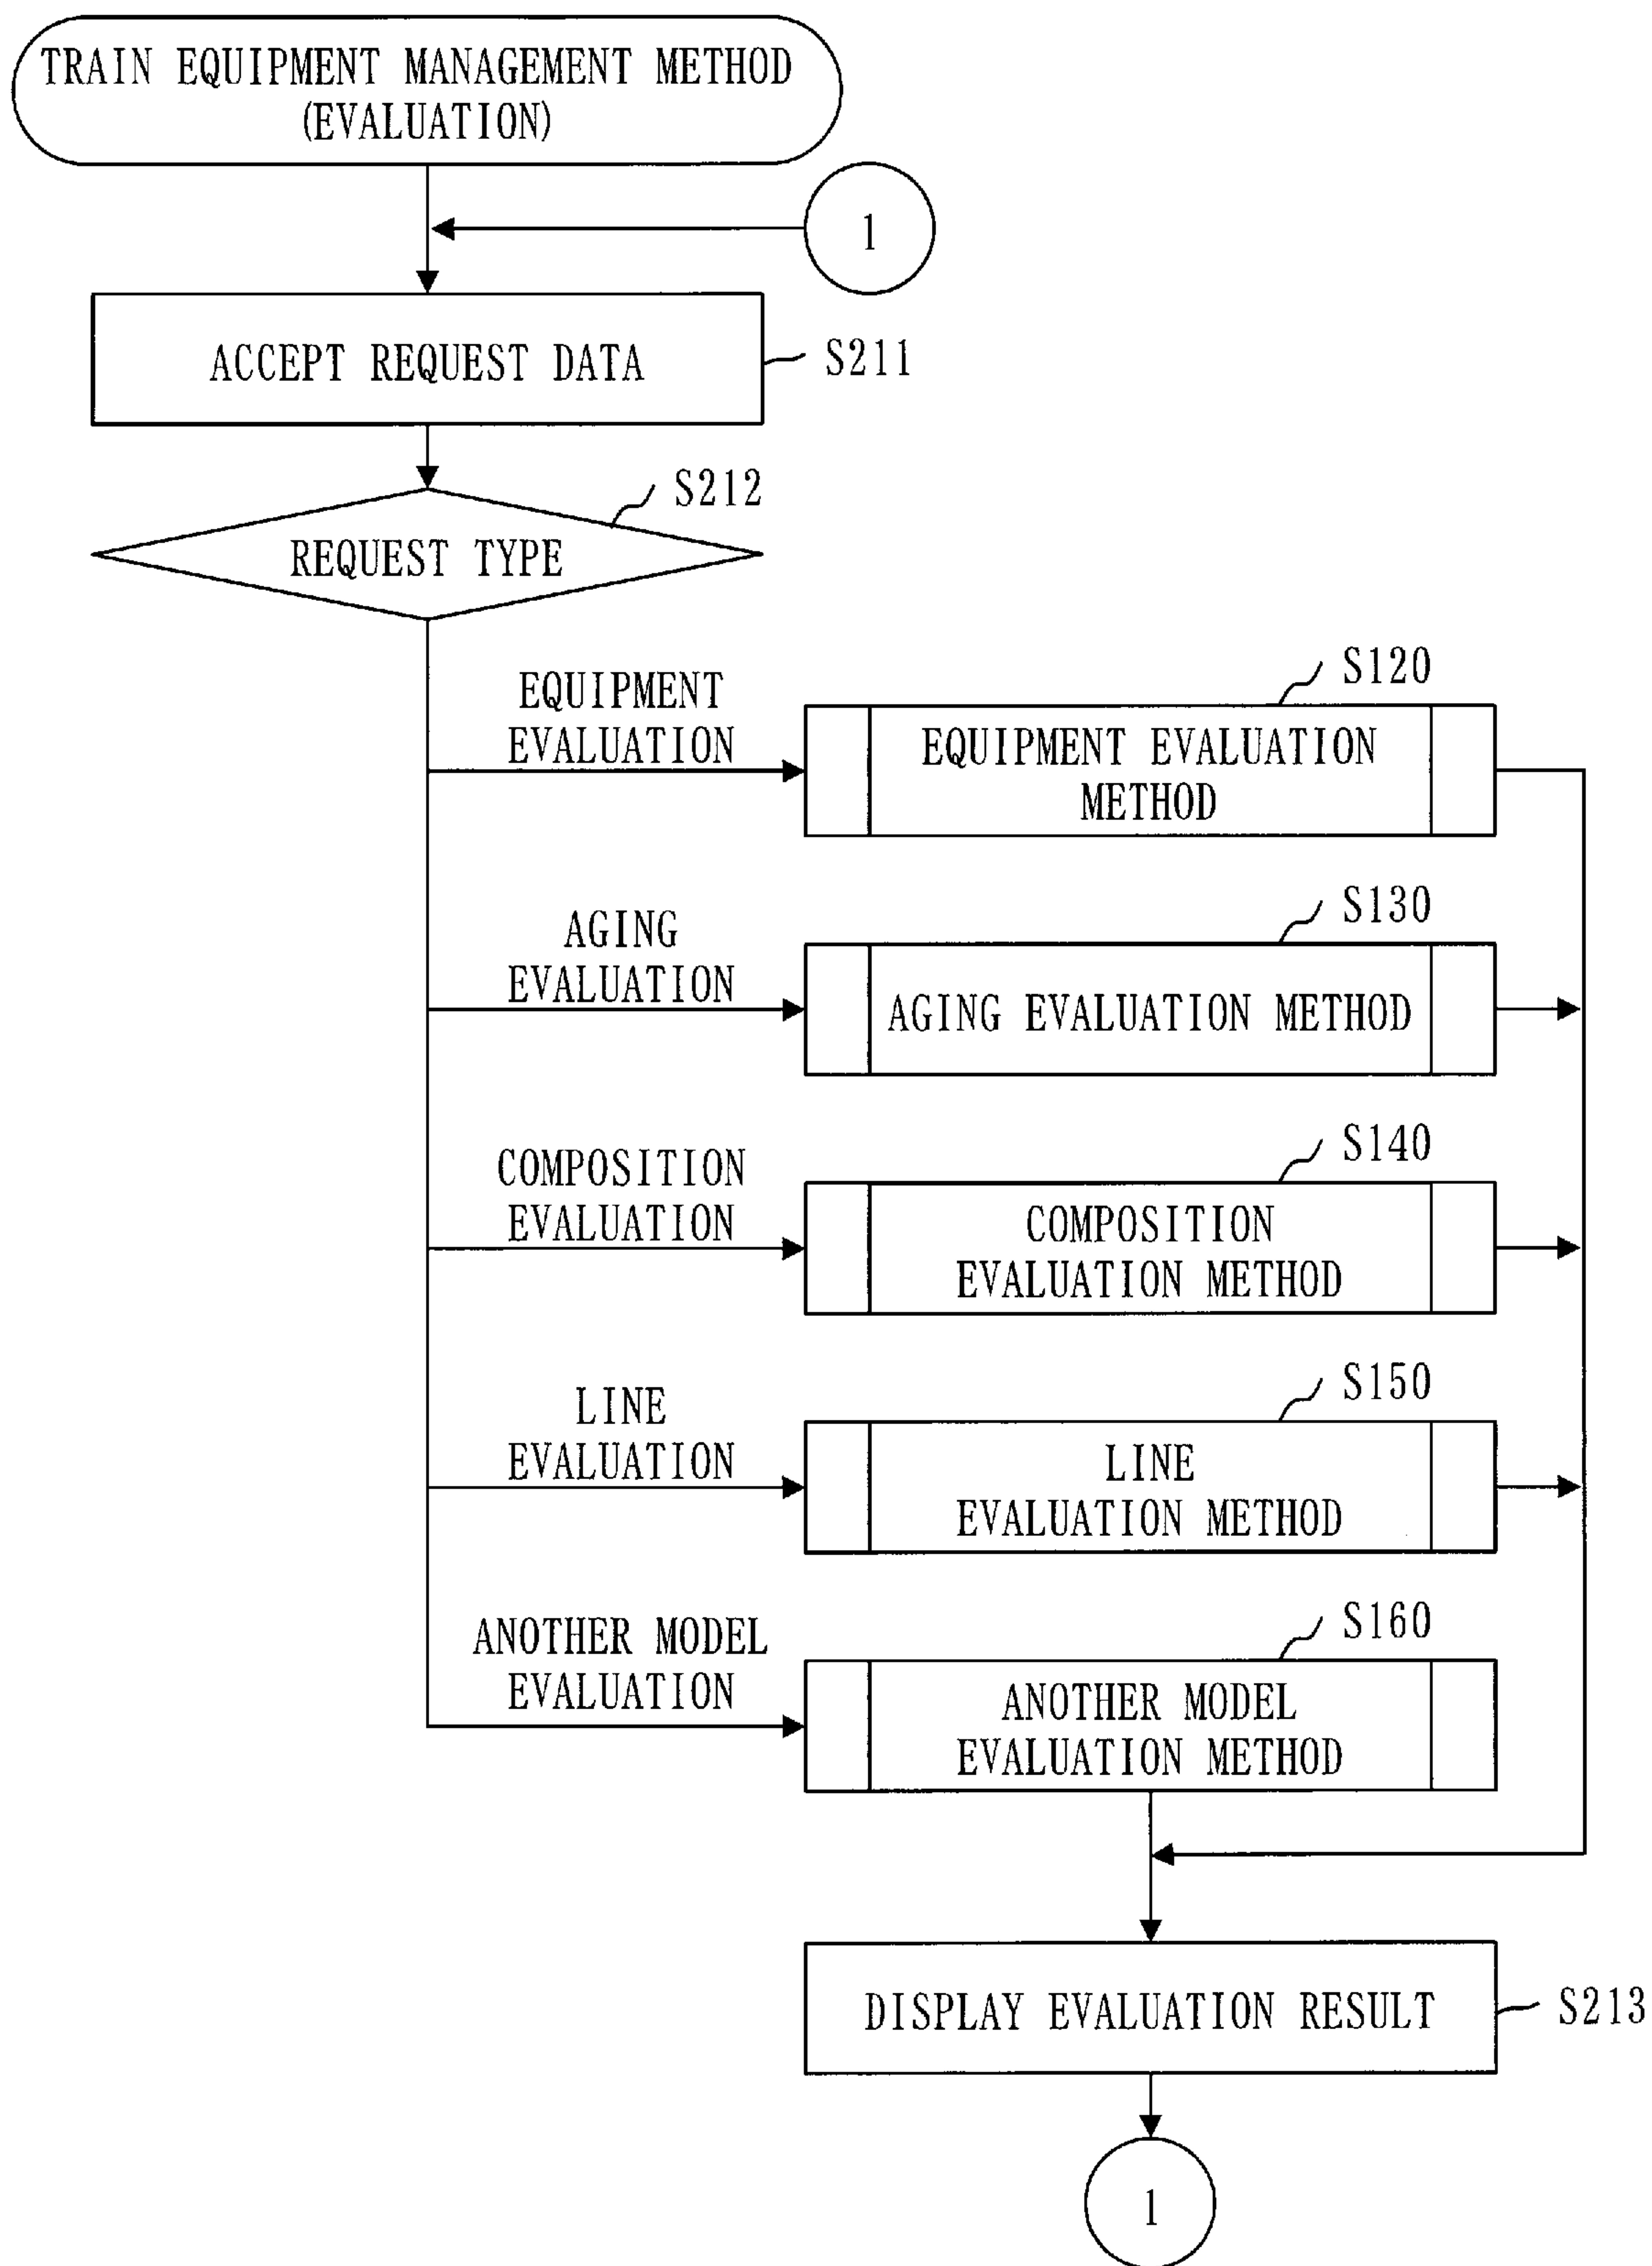 TRAIN EQUIPMENT MANAGEMENT METHOD
(EVALUATION)
1
ACCEPT REQUEST DATA
S211
S212
REQUEST TYPE
EQUIPMENT
EVALUATION
S120
EQUIPMENT EVALUATION
METHOD
AGING
EVALUATION
S130
AGING EVALUATION METHOD
COMPOSITION
EVALUATION
S140
COMPOSITION
EVALUATION METHOD
LINE
EVALUATION
S150
LINE
EVALUATION METHOD
ANOTHER MODEL
EVALUATION
S160
ANOTHER MODEL
EVALUATION METHOD
DISPLAY EVALUATION RESULT
S213
1